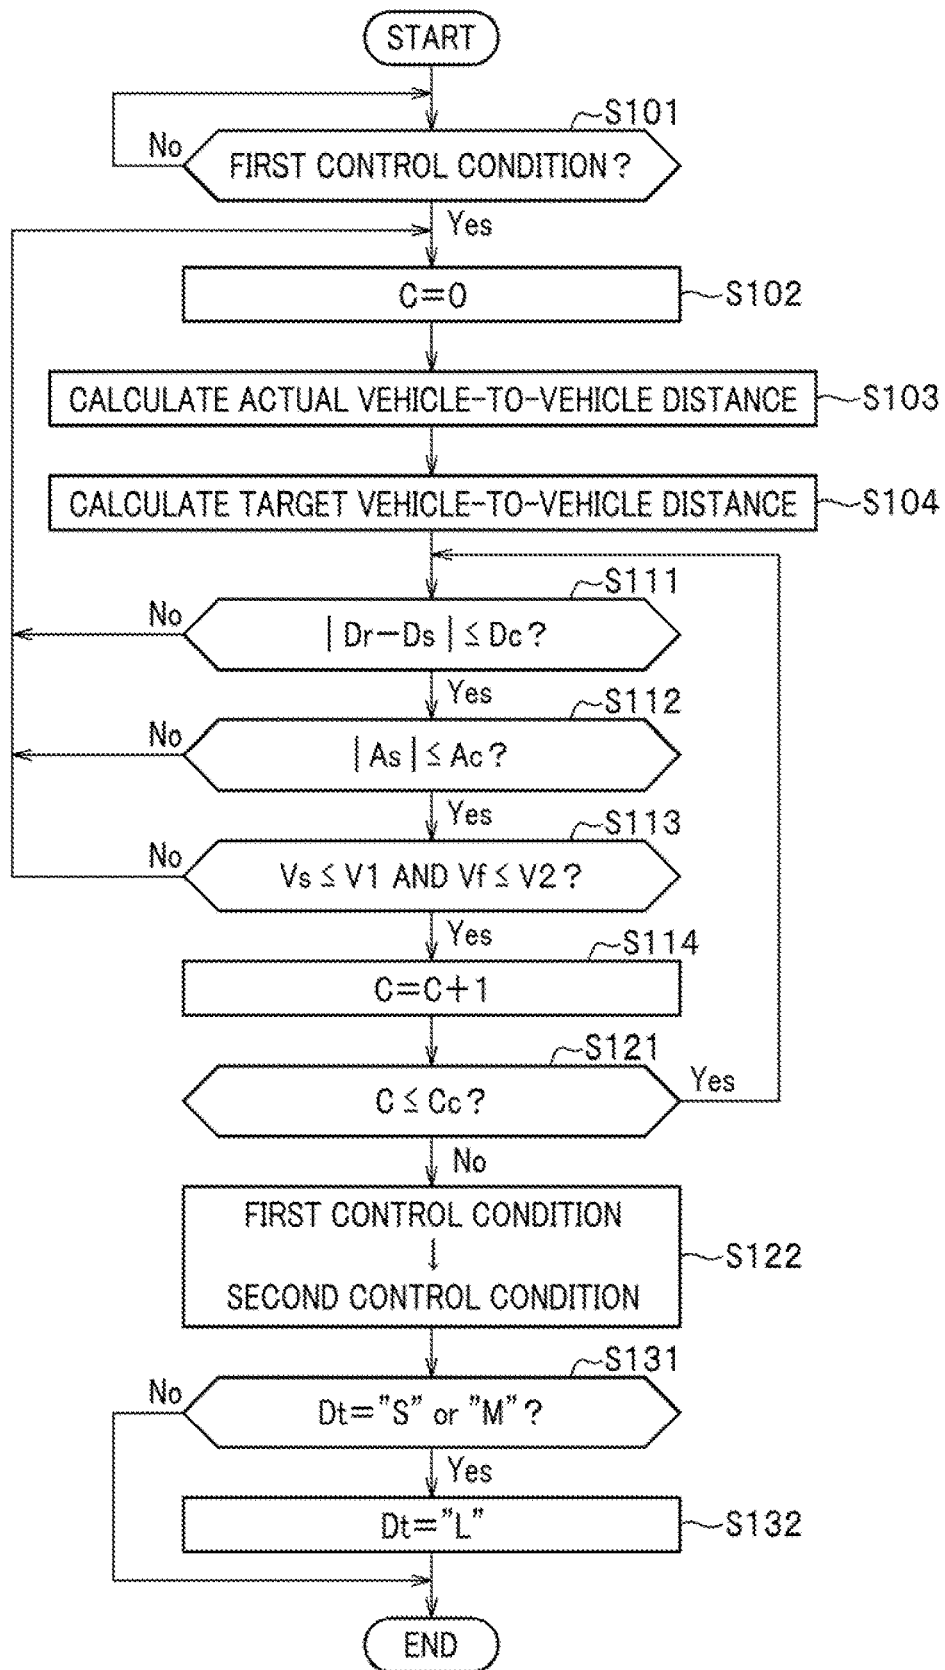 START
S101
No
FIRST CONTROL CONDITION?
Yes
C=0
S102
CALCULATE ACTUAL VEHICLE-TO-VEHICLE DISTANCE
S103
CALCULATE TARGET VEHICLE-TO-VEHICLE DISTANCE
S104
S111
No
|Dr-Ds|≦Dc?
Yes
S112
No
|As|≦Ac?
Yes
S113
No
Vs≦V1 AND Vf≦V2?
Yes
S114
C=C+1
S121
Yes
C≦Cc?
No
FIRST CONTROL CONDITION
↓
SECOND CONTROL CONDITION
S122
S131
No
Dt="S" or "M"?
Yes
Dt="L"
S132
END